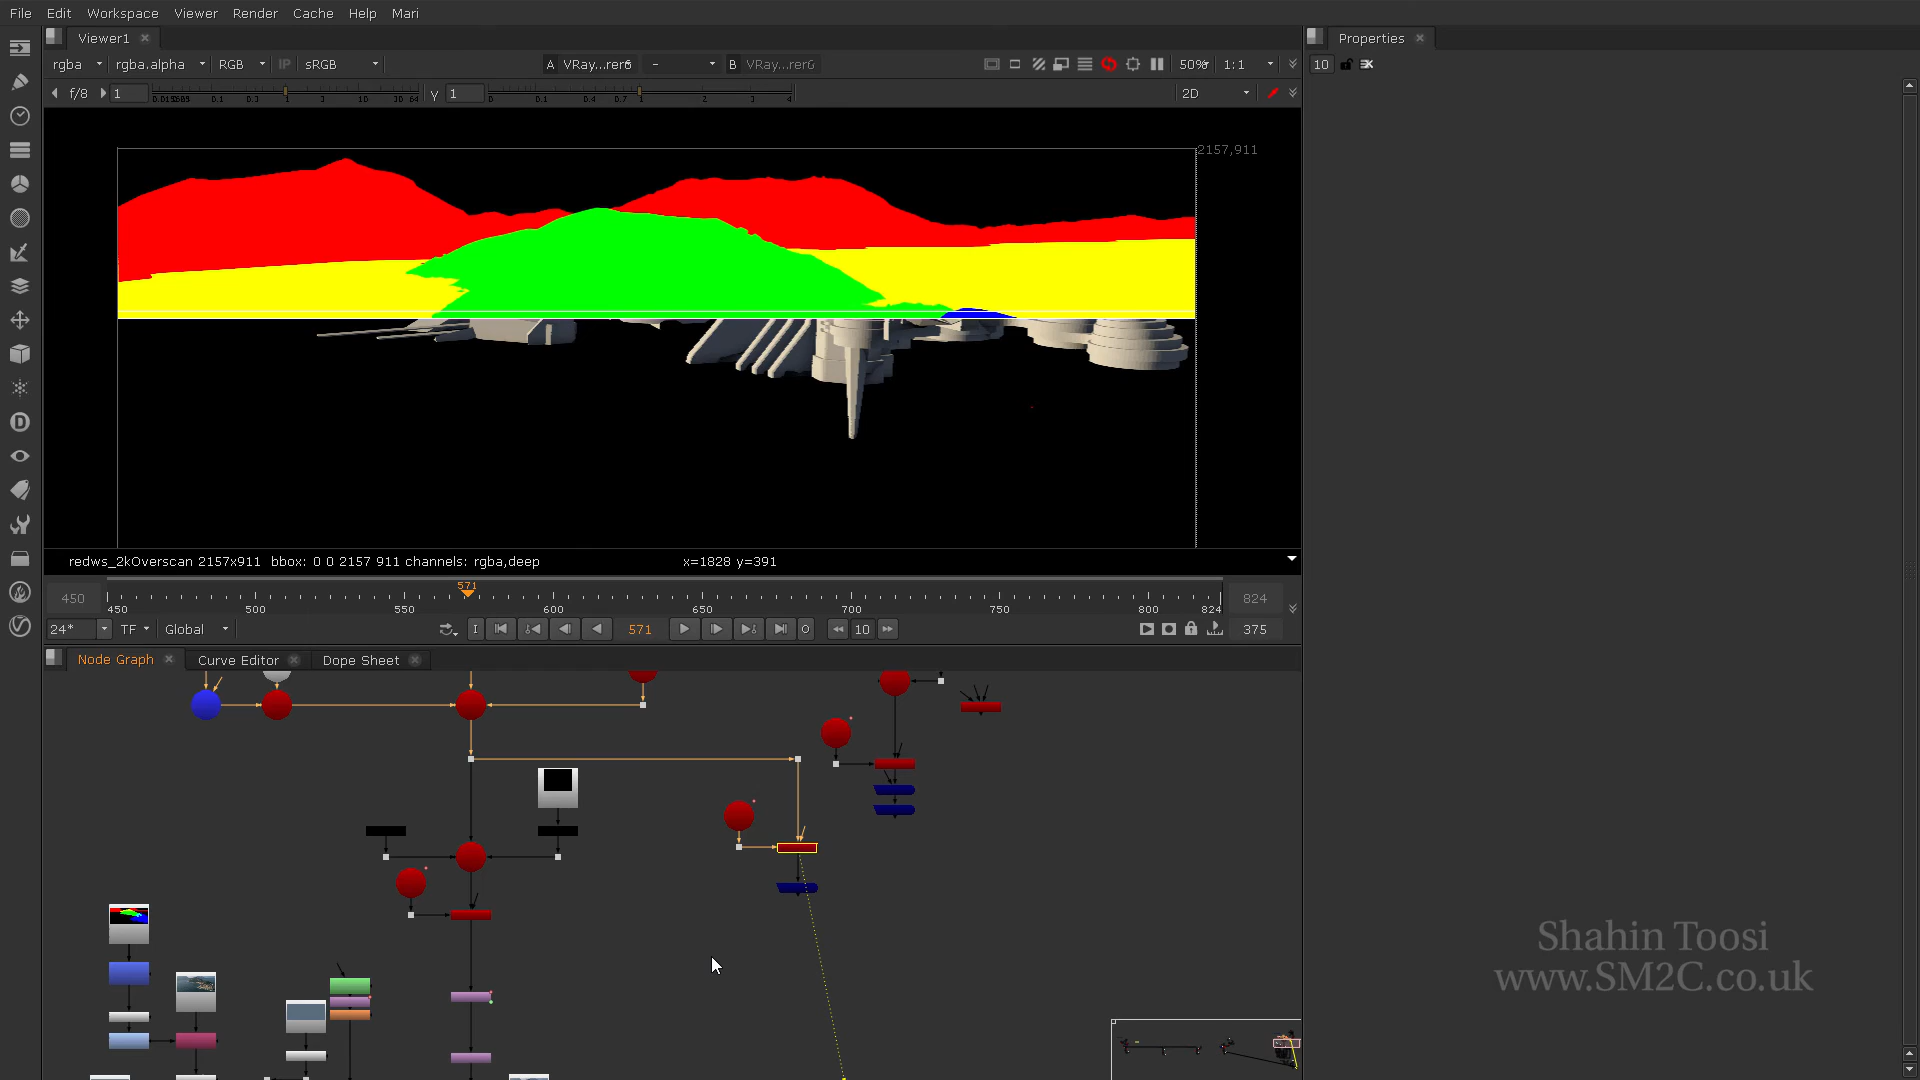 File Edit Workspace Viewer Render Cache Help Mari
Viewer1
Properties
rgba rgba.alpha RGB IP sRGB A VRay...rer6 - B VRay...rer6 50% 1:1
10
f/8 1 γ 1 2D
2157,911
redws_2kOverscan 2157x911 bbox: 0 0 2157 911 channels: rgba,deep x=1828 y=391
571
450 450 500 550 600 650 700 750 800 824 824
24* TF Global I 571 O 10 375
Node Graph Curve Editor Dope Sheet
D
Shahin Toosi
www.SM2C.co.uk